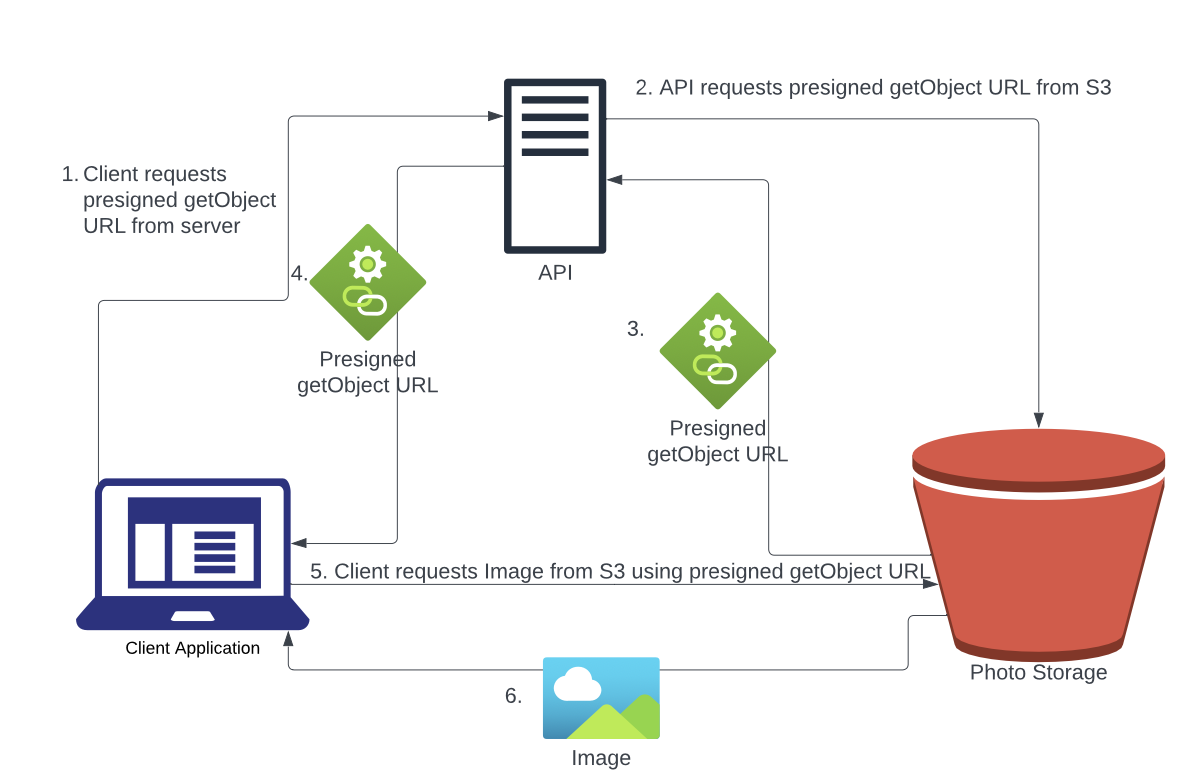 2. API requests presigned getObject URL from S3
1. Client requests
presigned getObject
URL from server
API
4.
Presigned
getObject URL
3.
Presigned
getObject URL
5. Client requests Image from S3 using presigned getObject URL
Client Application
Photo Storage
6.
Image